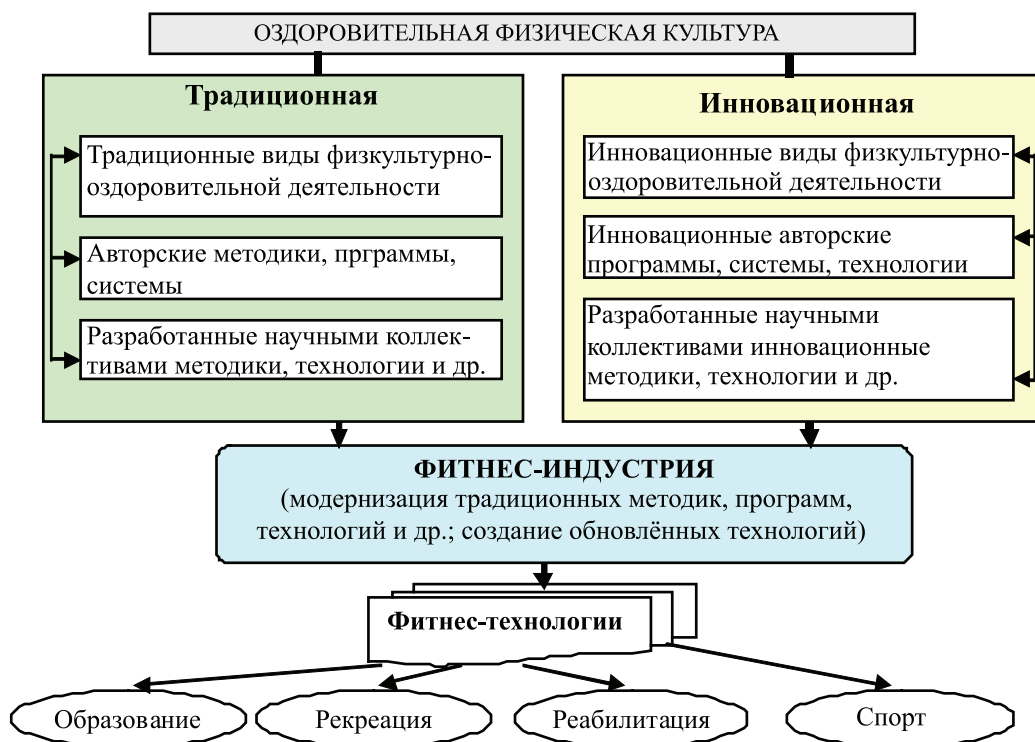 ОЗДОРОВИТЕЛЬНАЯ ФИЗИЧЕСКАЯ КУЛЬТУРА
Традиционная
Традиционные виды физкультурно-
оздоровительной деятельности
Авторские методики, прграммы,
системы
Разработанные научными коллек-
тивами методики, технологии и др.
Инновационная
Инновационные виды физкультурно-
оздоровительной деятельности
Инновационные авторские
программы, системы, технологии
Разработанные научными
коллективами инновационные
методики, технологии и др.
ФИТНЕС-ИНДУСТРИЯ
(модернизация традиционных методик, программ,
технологий и др.; создание обновлённых технологий)
Фитнес-технологии
Образование
Рекреация
Реабилитация
Спорт